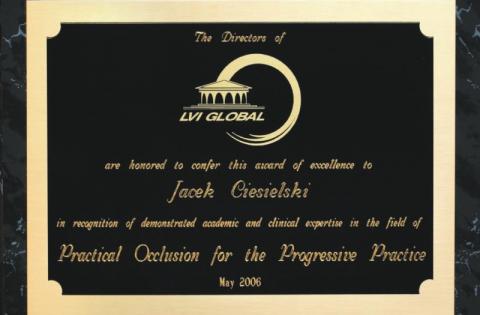 The Directors of
LVI GLOBAL
are honored to confer this award of excellence to
Jacek Ciesielski
in recognition of demonstrated academic and clinical expertise in the field of
Practical Occlusion for the Progressive Practice
May 2006